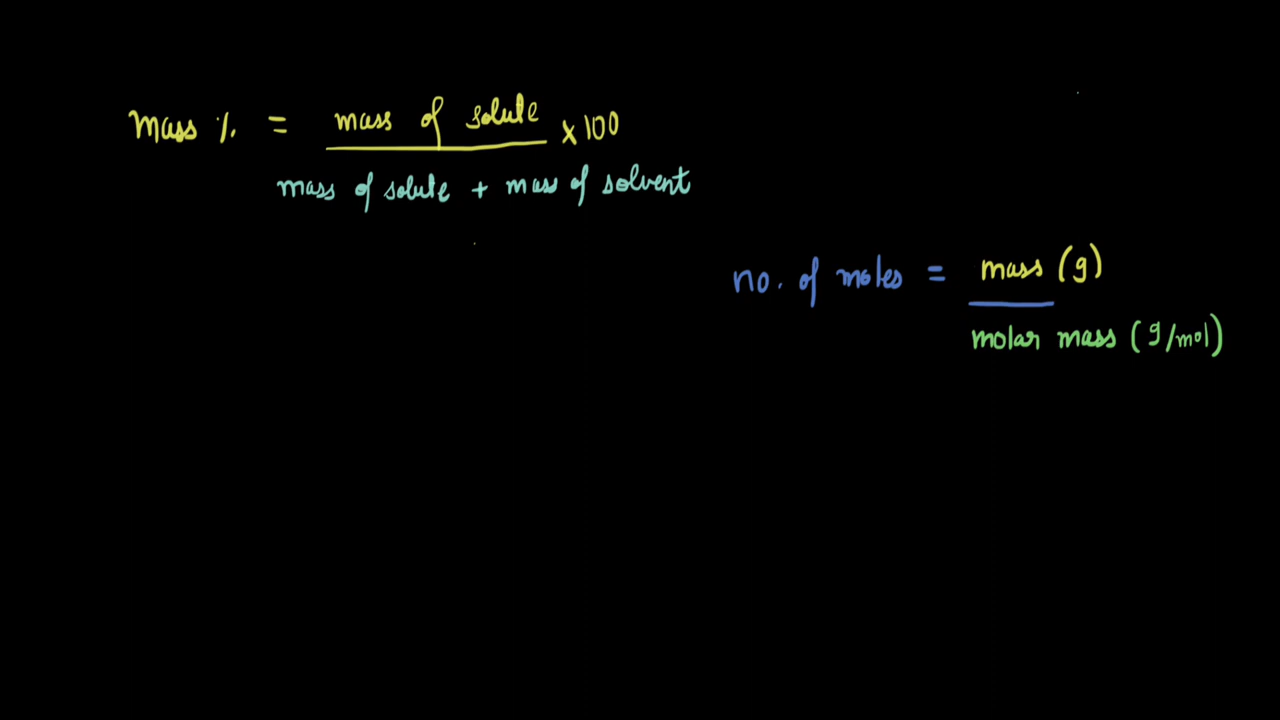 Mass % = mass of solute x 100
mass of solute + mass of solvent
no. of moles = mass (g)
molar mass (g/mol)